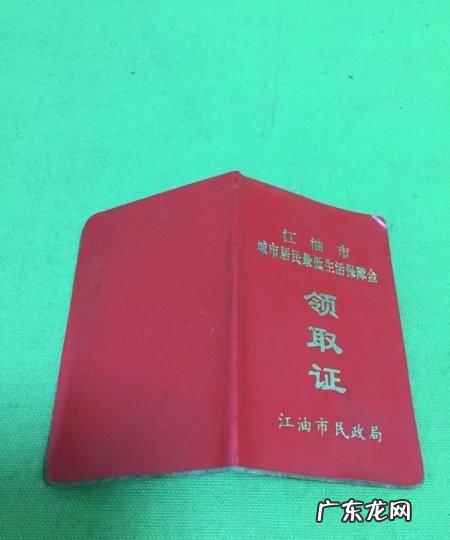 江油市
城市居民最低生活保障金
领
取
证
江油市民政局
广东龙网